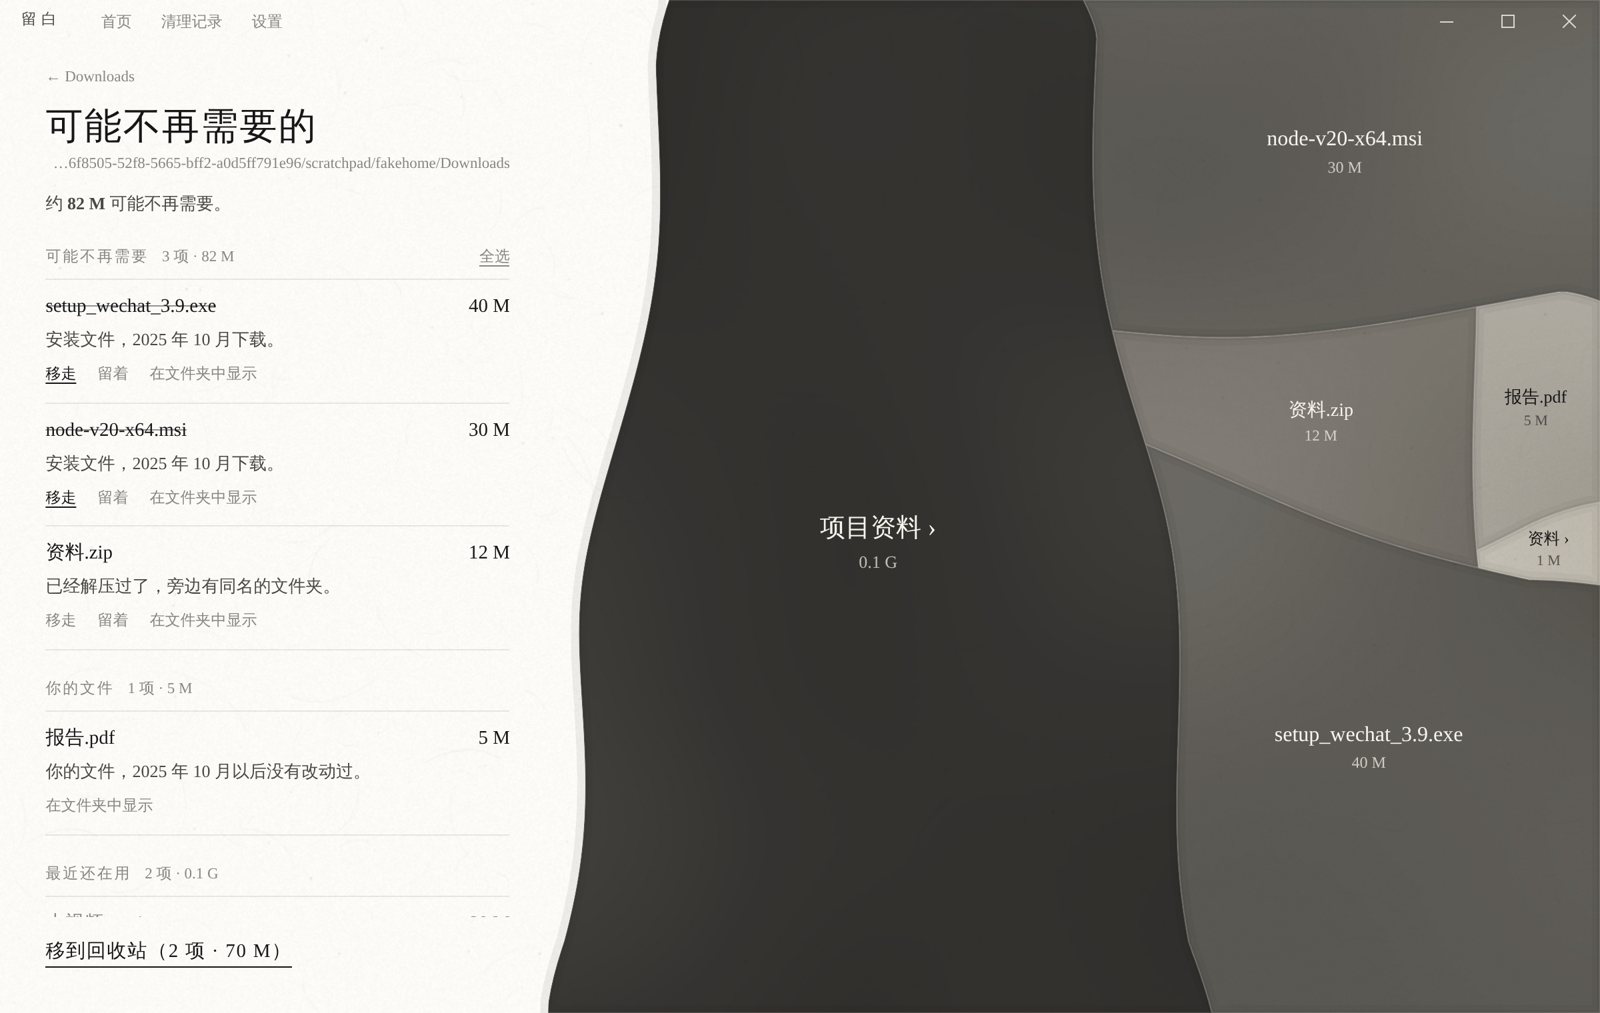 留白 首页 清理记录 设置
← Downloads
可能不再需要的
…6f8505-52f8-5665-bff2-a0d5ff791e96/scratchpad/fakehome/Downloads
约 82 M 可能不再需要。
可能不再需要 3 项 · 82 M 全选
setup_wechat_3.9.exe 40 M
安装文件，2025 年 10 月下载。
移走 留着 在文件夹中显示
node-v20-x64.msi 30 M
安装文件，2025 年 10 月下载。
移走 留着 在文件夹中显示
资料.zip 12 M
已经解压过了，旁边有同名的文件夹。
移走 留着 在文件夹中显示
你的文件 1 项 · 5 M
报告.pdf 5 M
你的文件，2025 年 10 月以后没有改动过。
在文件夹中显示
最近还在用 2 项 · 0.1 G
移到回收站（2 项 · 70 M）
项目资料 ›
0.1 G
node-v20-x64.msi
30 M
资料.zip
12 M
报告.pdf
5 M
资料 ›
1 M
setup_wechat_3.9.exe
40 M